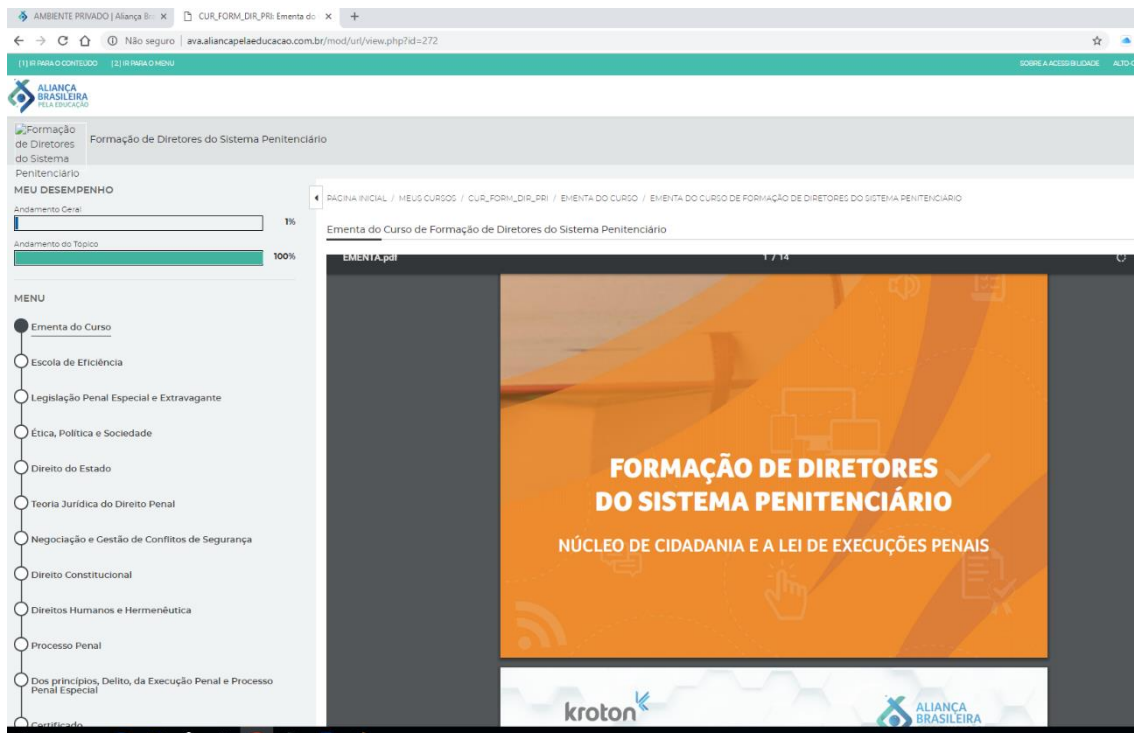 AMBIENTE PRIVADO | Aliança Br
CUR_FORM_DIR_PRI: Ementa do
Não seguro | ava.aliancapelaeducacao.com.br/mod/url/view.php?id=272
[1] IR PARA O CONTEÚDO [2] IR PARA O MENU
SOBRE A ACESSIBILIDADE
ALIANÇA
BRASILEIRA
PELA EDUCAÇÃO
Formação
de Diretores
do Sistema
Penitenciário
Formação de Diretores do Sistema Penitenciário
MEU DESEMPENHO
Andamento Geral
1%
Andamento do Tópico
100%
MENU
Ementa do Curso
Escola de Eficiência
Legislação Penal Especial e Extravagante
Ética, Política e Sociedade
Direito do Estado
Teoria Jurídica do Direito Penal
Negociação e Gestão de Conflitos de Segurança
Direito Constitucional
Direitos Humanos e Hermenêutica
Processo Penal
Dos princípios, Delito, da Execução Penal e Processo
Penal Especial
Certificado
PÁGINA INICIAL / MEUS CURSOS / CUR_FORM_DIR_PRI / EMENTA DO CURSO / EMENTA DO CURSO DE FORMAÇÃO DE DIRETORES DO SISTEMA PENITENCIÁRIO
Ementa do Curso de Formação de Diretores do Sistema Penitenciário
EMENTA.pdf 1 / 14
FORMAÇÃO DE DIRETORES
DO SISTEMA PENITENCIÁRIO
NÚCLEO DE CIDADANIA E A LEI DE EXECUÇÕES PENAIS
kroton
ALIANÇA
BRASILEIRA